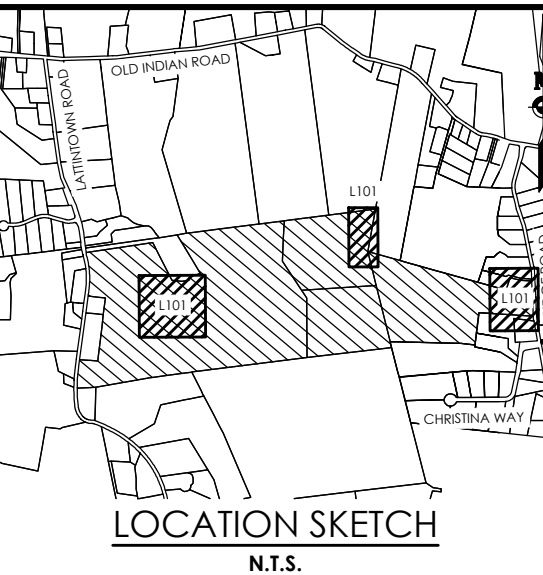 OLD INDIAN ROAD
LATTINTOWN ROAD
L101
L101
L101
CHRISTINA WAY
LOCATION SKETCH
N.T.S.